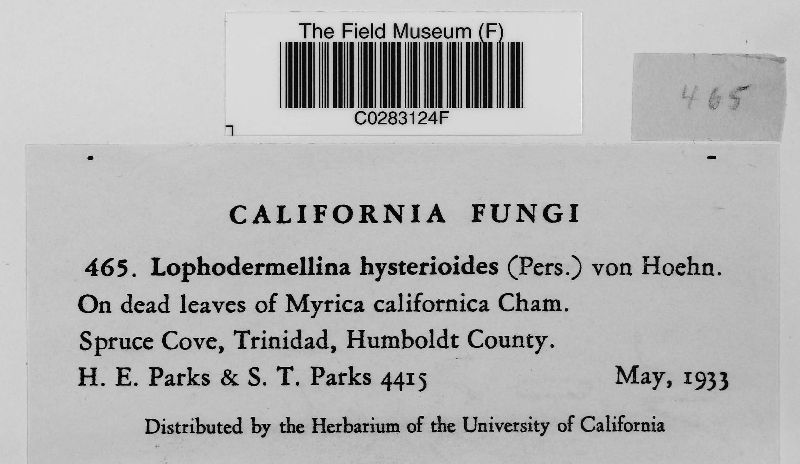 The Field Museum (F)
C0283124F
465
CALIFORNIA FUNGI
465. Lophodermellina hysterioides (Pers.) von Hoehn.
On dead leaves of Myrica californica Cham.
Spruce Cove, Trinidad, Humboldt County.
H. E. Parks & S. T. Parks 4415 May, 1933
Distributed by the Herbarium of the University of California